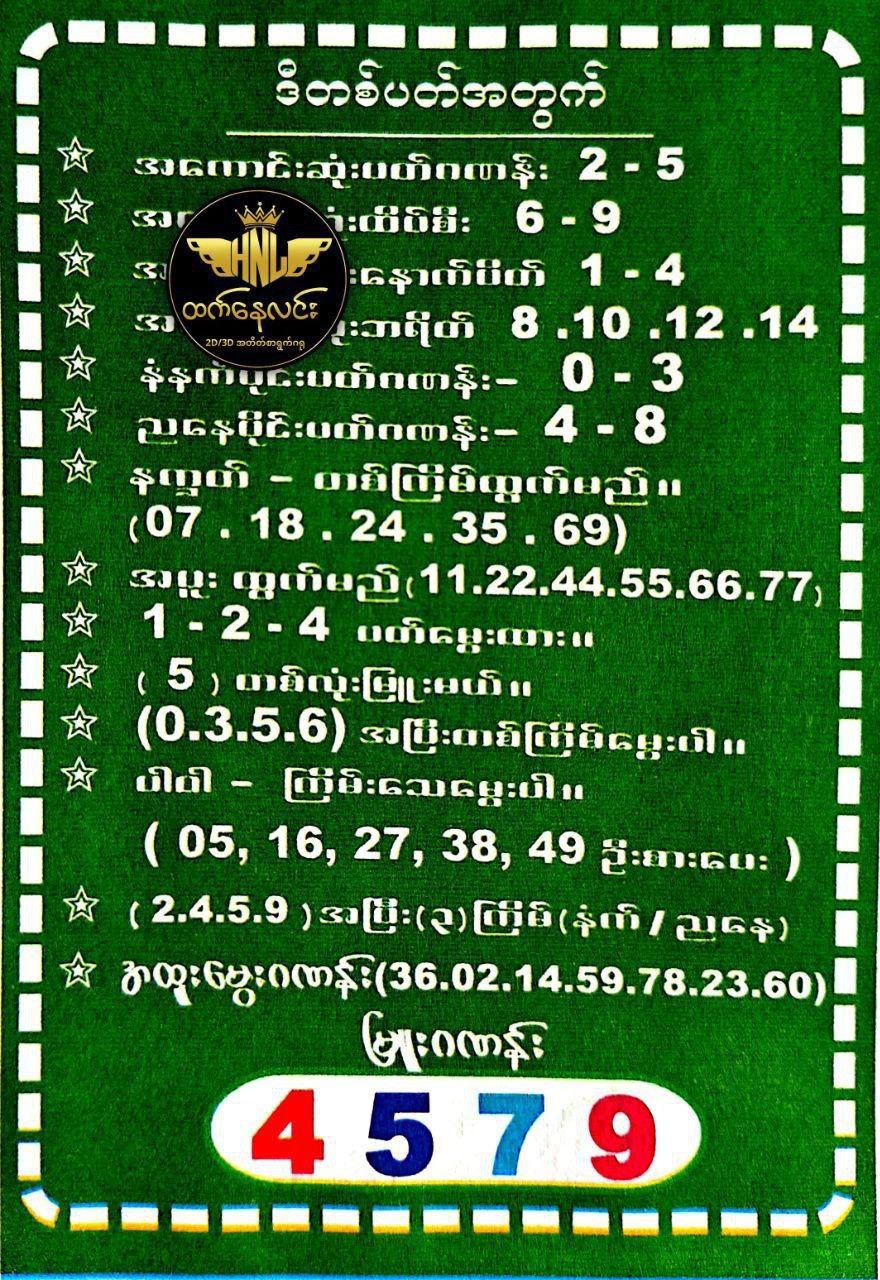 ဒီတစ်ပတ်အတွက်
အကောင်းဆုံးပတ်ဂဏန်း 2 - 5
ထိပ်စီး 6 - 9
နောက်ပိတ် 1 - 4
ဘရိတ် 8 .10 .12 .14
နံနက်ပိုင်းပတ်ဂဏန်း– 0 - 3
ညနေပိုင်းပတ်ဂဏန်း– 4 - 8
နက္ခတ် – တစ်ကြိမ်ထွက်မည်။
(07 . 18 . 24 . 35 . 69)
အပူး ထွက်မည်(11.22.44.55.66.77)
1 - 2 - 4 ပတ်မွေးထား။
( 5 ) တစ်လုံးမြှူးမယ်။
(0.3.5.6) အပြီးတစ်ကြိမ်မွေးပါ။
ပါဝါ – ကြိမ်းသေမွေးပါ။
( 05, 16, 27, 38, 49 ဦးစားပေး )
( 2.4.5.9 ) အပြီး(၃)ကြိမ် (နံက် / ညနေ)
အထူးမွေးဂဏန်း(36.02.14.59.78.23.60)
မြှူးဂဏန်း
4 5 7 9
HNL
ထက်နေလင်း
2D/3D အတိတ်စာရွက်ဂရု